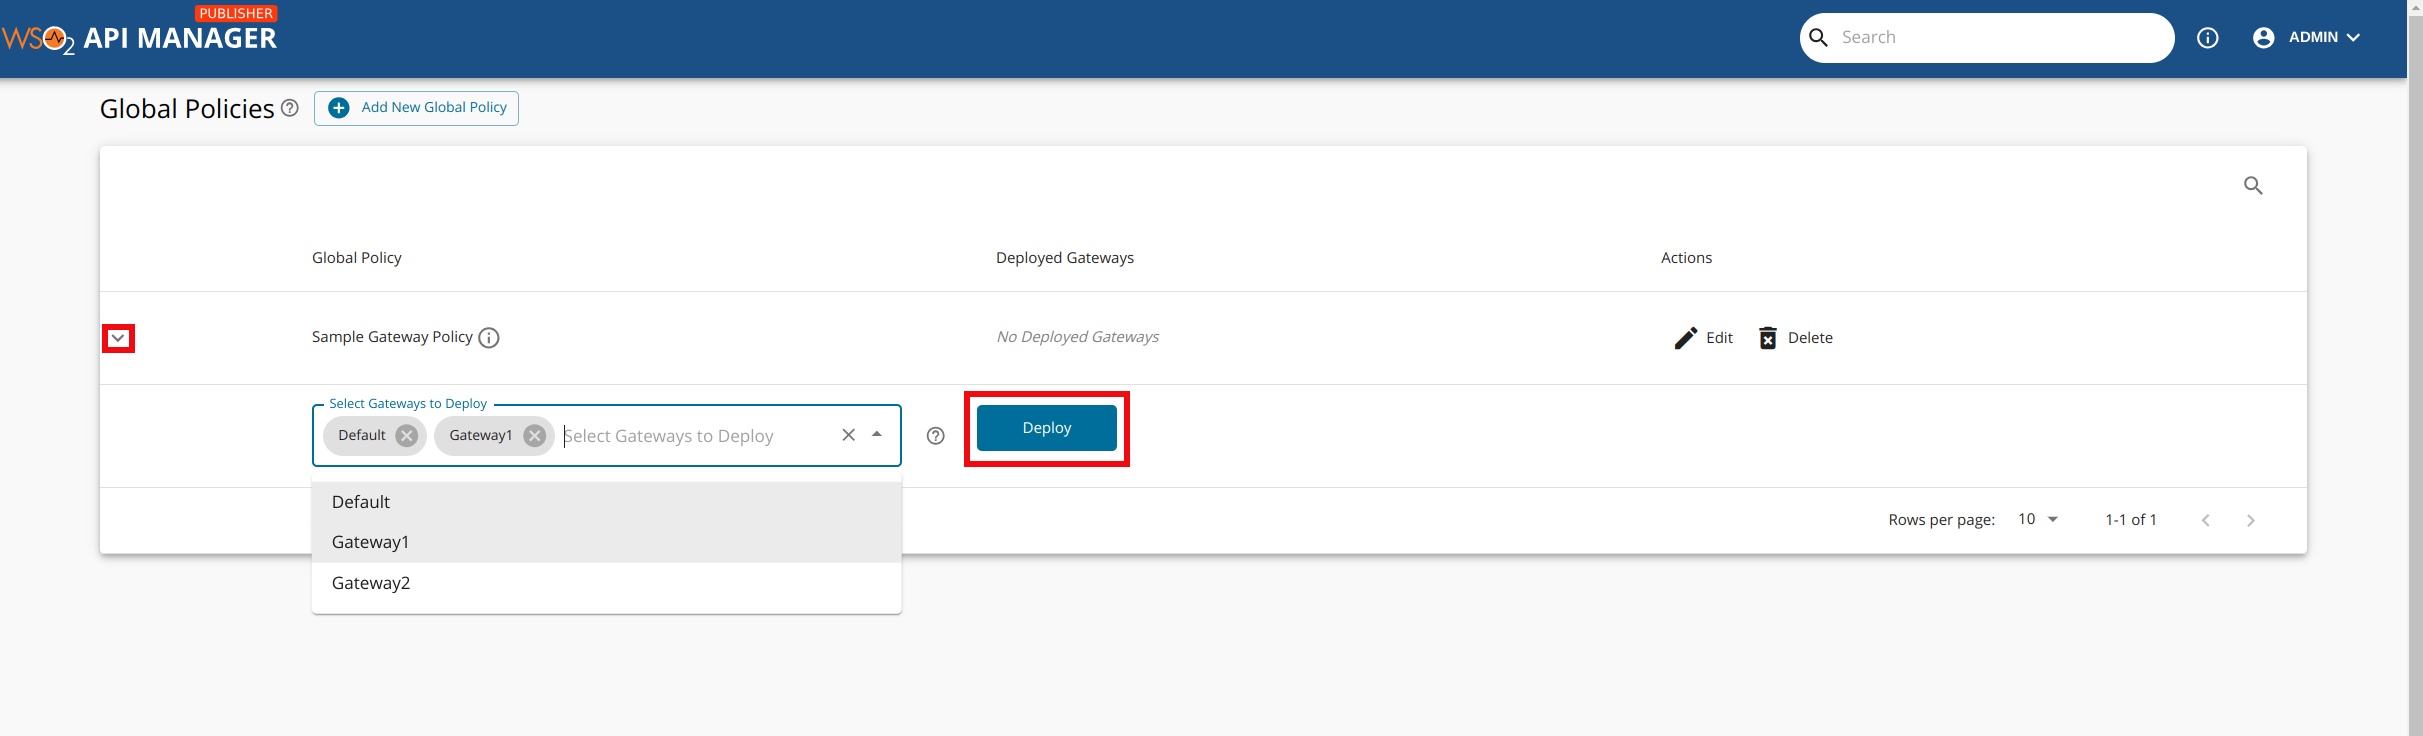 PUBLISHER
WSO2 API MANAGER
Search
ADMIN
Global Policies
Add New Global Policy
Global Policy Deployed Gateways Actions
Sample Gateway Policy No Deployed Gateways Edit Delete
Select Gateways to Deploy
Default Gateway1 Select Gateways to Deploy
Deploy
Default
Gateway1
Gateway2
Rows per page: 10 1-1 of 1